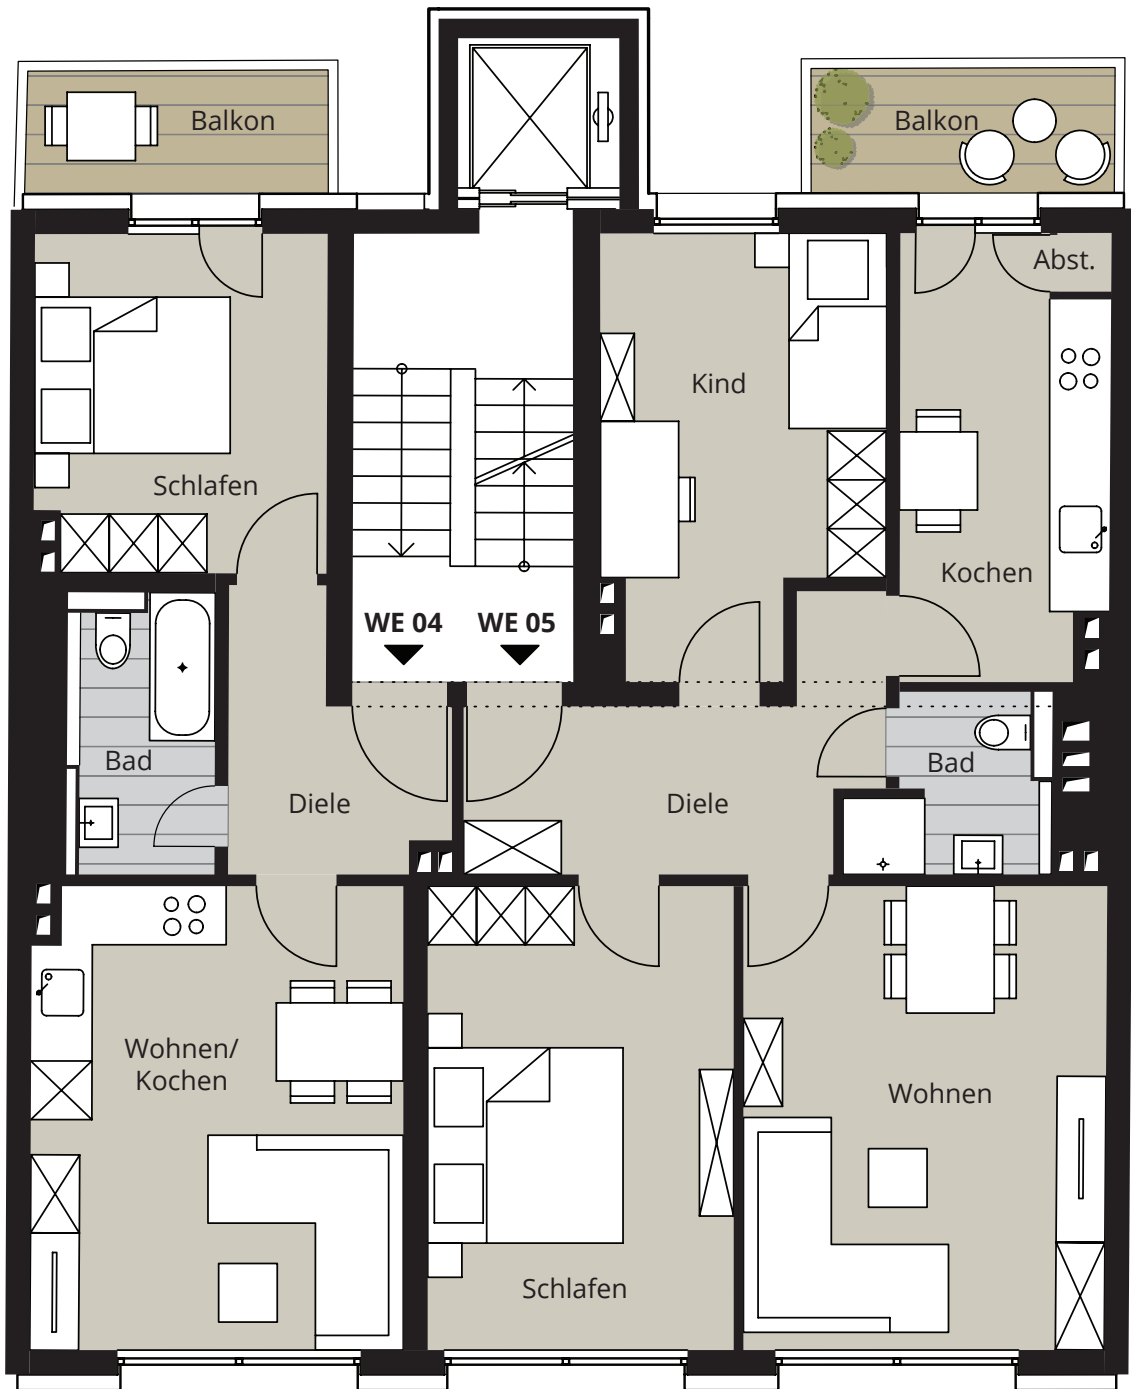 Balkon
Balkon
Abst.
Kind
Schlafen
Kochen
WE 04
WE 05
Bad
Bad
Diele
Diele
Wohnen/
Kochen
Wohnen
Schlafen